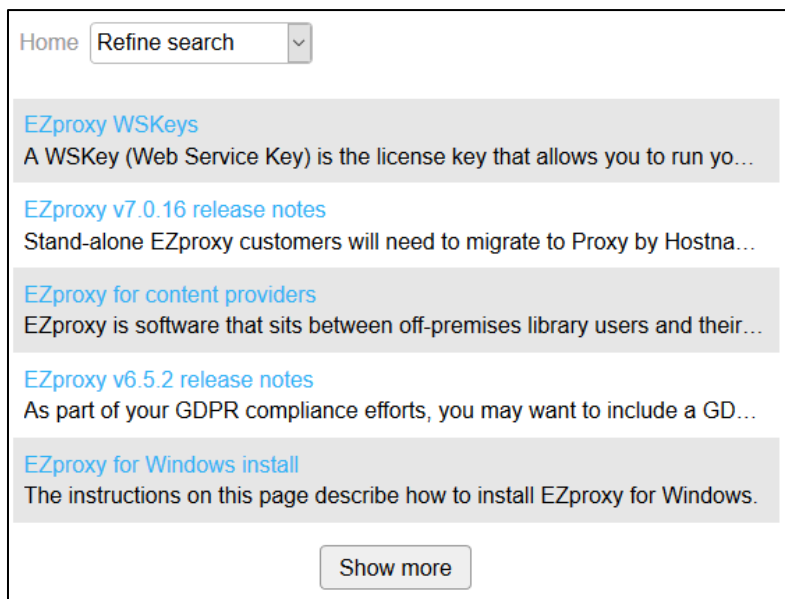 Home Refine search
EZproxy WSKeys
A WSKey (Web Service Key) is the license key that allows you to run yo…
EZproxy v7.0.16 release notes
Stand-alone EZproxy customers will need to migrate to Proxy by Hostna…
EZproxy for content providers
EZproxy is software that sits between off-premises library users and their…
EZproxy v6.5.2 release notes
As part of your GDPR compliance efforts, you may want to include a GD…
EZproxy for Windows install
The instructions on this page describe how to install EZproxy for Windows.
Show more